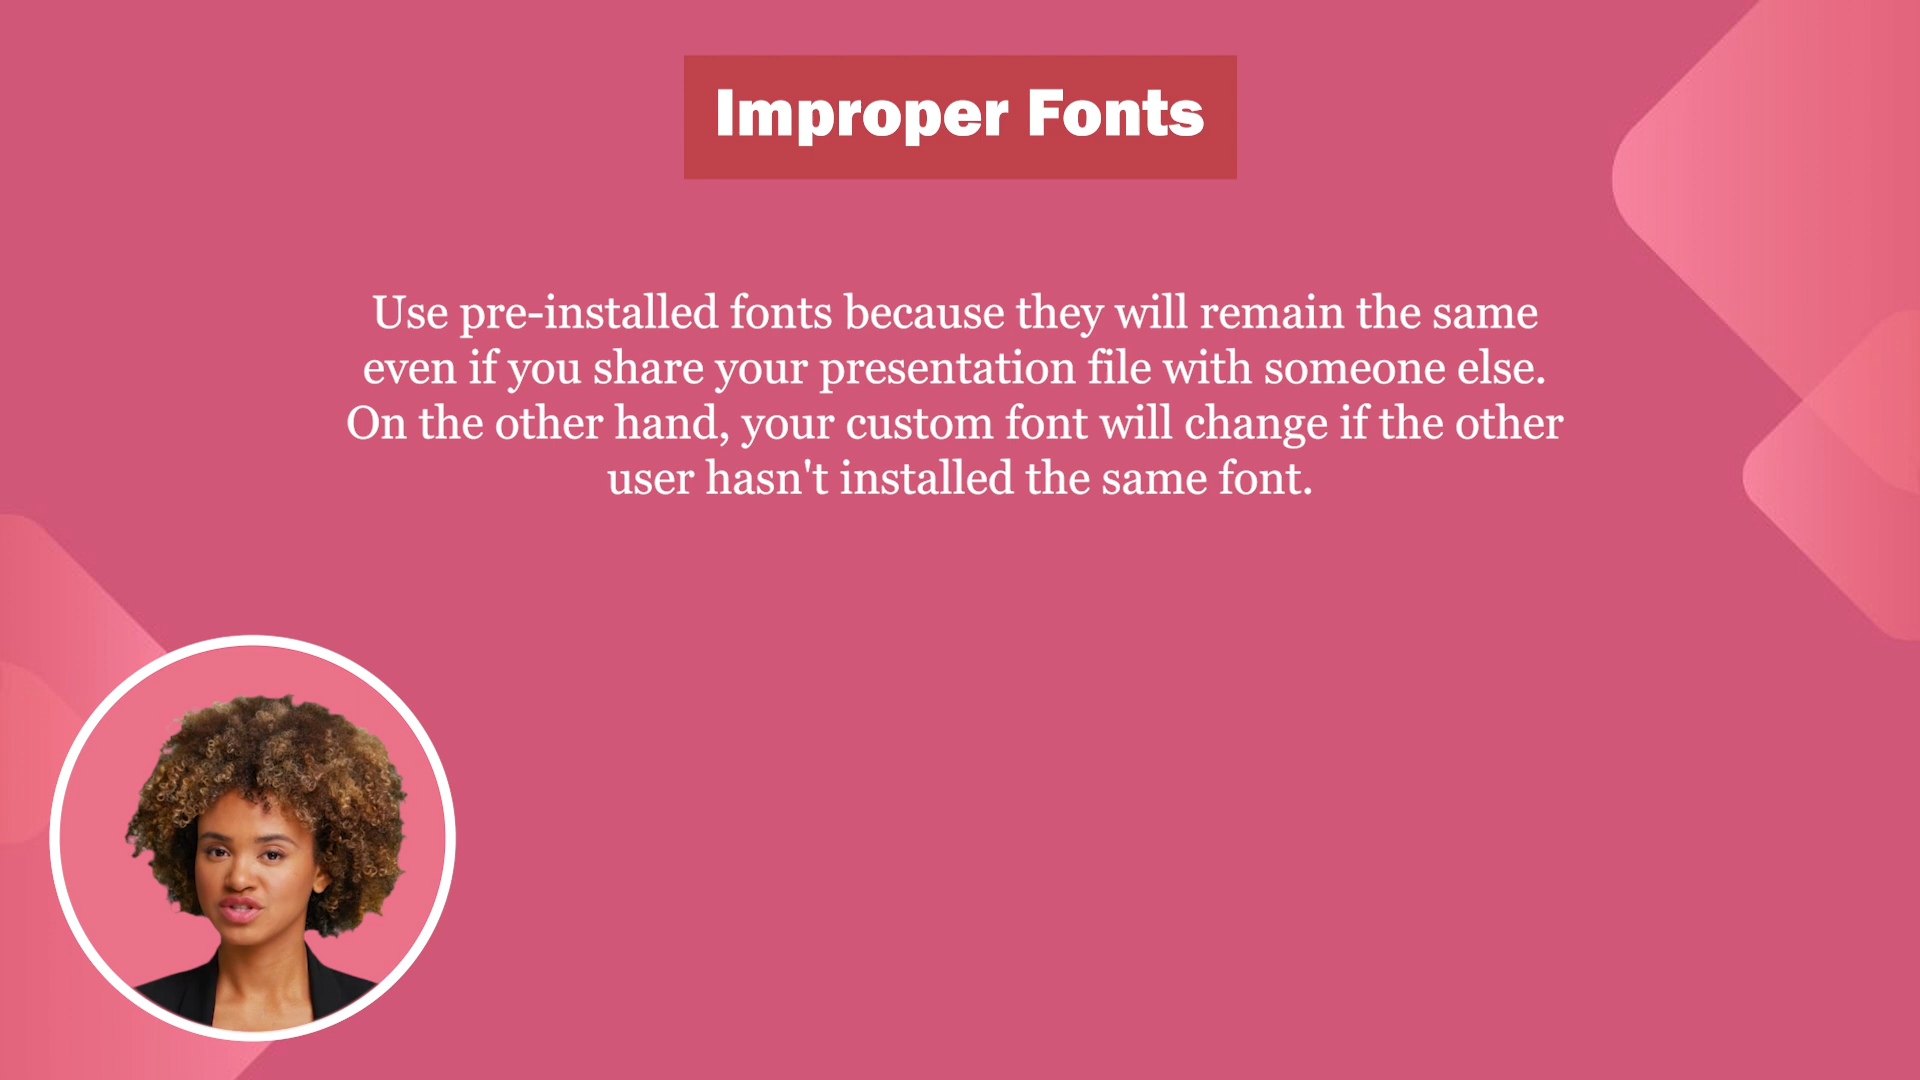 Improper Fonts
Use pre-installed fonts because they will remain the same
even if you share your presentation file with someone else.
On the other hand, your custom font will change if the other
user hasn't installed the same font.